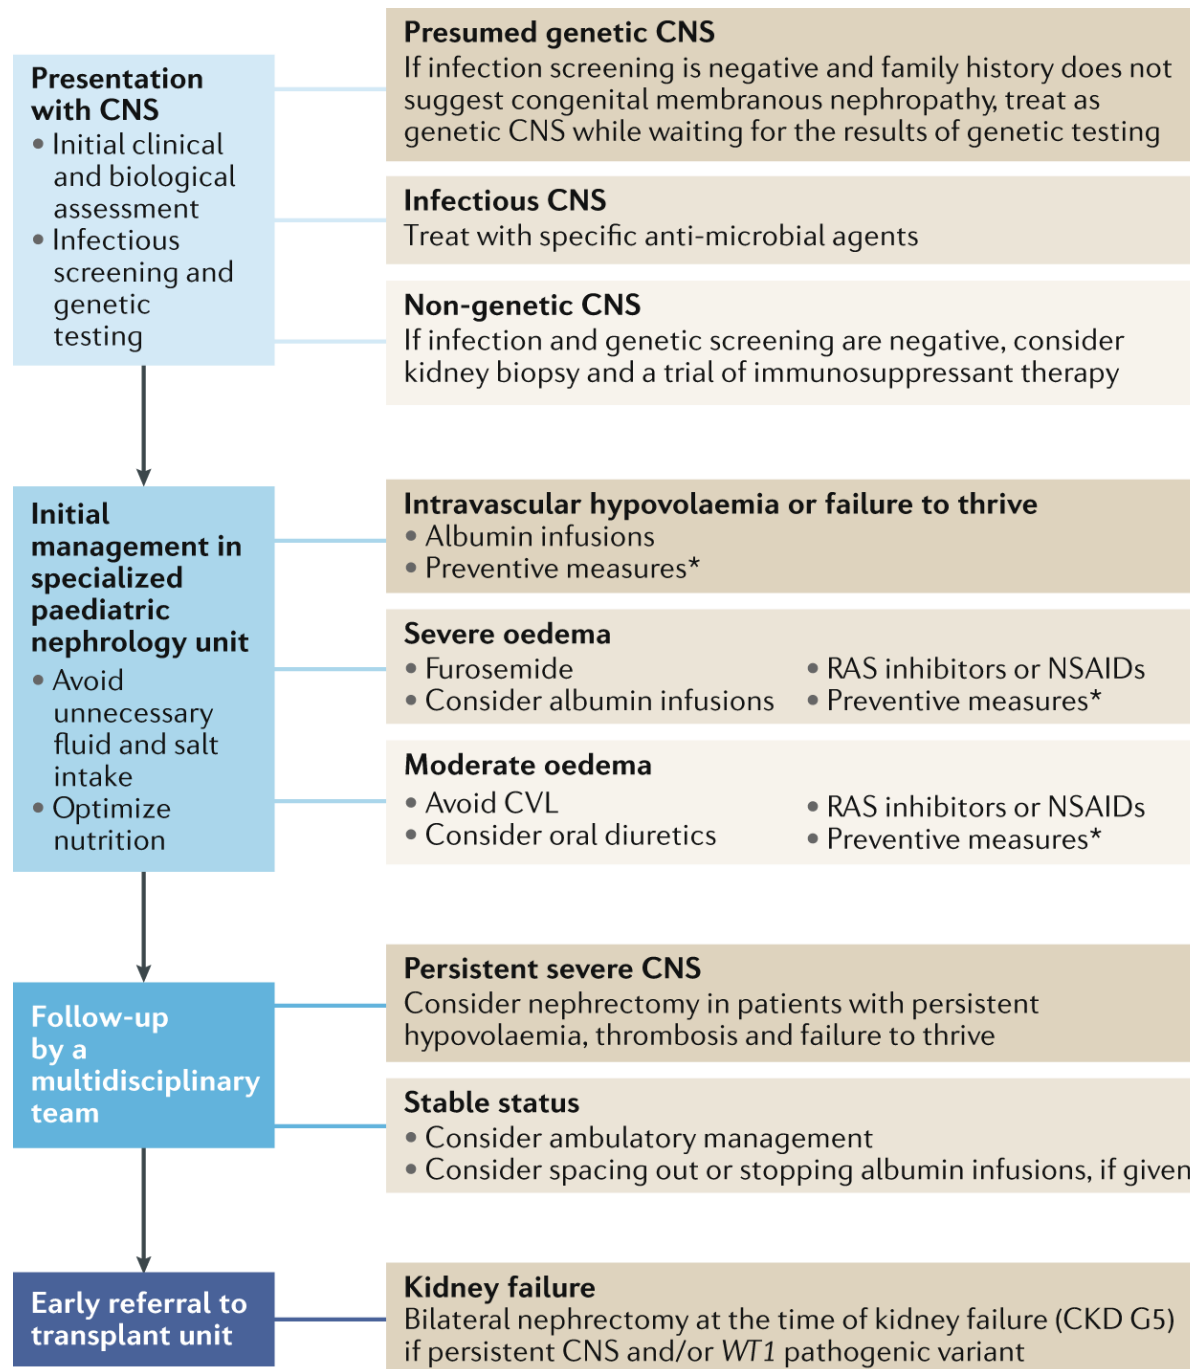 Presentation
with CNS
• Initial clinical
and biological
assessment
• Infectious
screening and
genetic
testing
Presumed genetic CNS
If infection screening is negative and family history does not
suggest congenital membranous nephropathy, treat as
genetic CNS while waiting for the results of genetic testing
Infectious CNS
Treat with specific anti-microbial agents
Non-genetic CNS
If infection and genetic screening are negative, consider
kidney biopsy and a trial of immunosuppressant therapy
Initial
management in
specialized
paediatric
nephrology unit
• Avoid
unnecessary
fluid and salt
intake
• Optimize
nutrition
Intravascular hypovolaemia or failure to thrive
• Albumin infusions
• Preventive measures*
Severe oedema
• Furosemide
• Consider albumin infusions
• RAS inhibitors or NSAIDs
• Preventive measures*
Moderate oedema
• Avoid CVL
• Consider oral diuretics
• RAS inhibitors or NSAIDs
• Preventive measures*
Follow-up
by a
multidisciplinary
team
Persistent severe CNS
Consider nephrectomy in patients with persistent
hypovolaemia, thrombosis and failure to thrive
Stable status
• Consider ambulatory management
• Consider spacing out or stopping albumin infusions, if given
Early referral to
transplant unit
Kidney failure
Bilateral nephrectomy at the time of kidney failure (CKD G5)
if persistent CNS and/or WT1 pathogenic variant